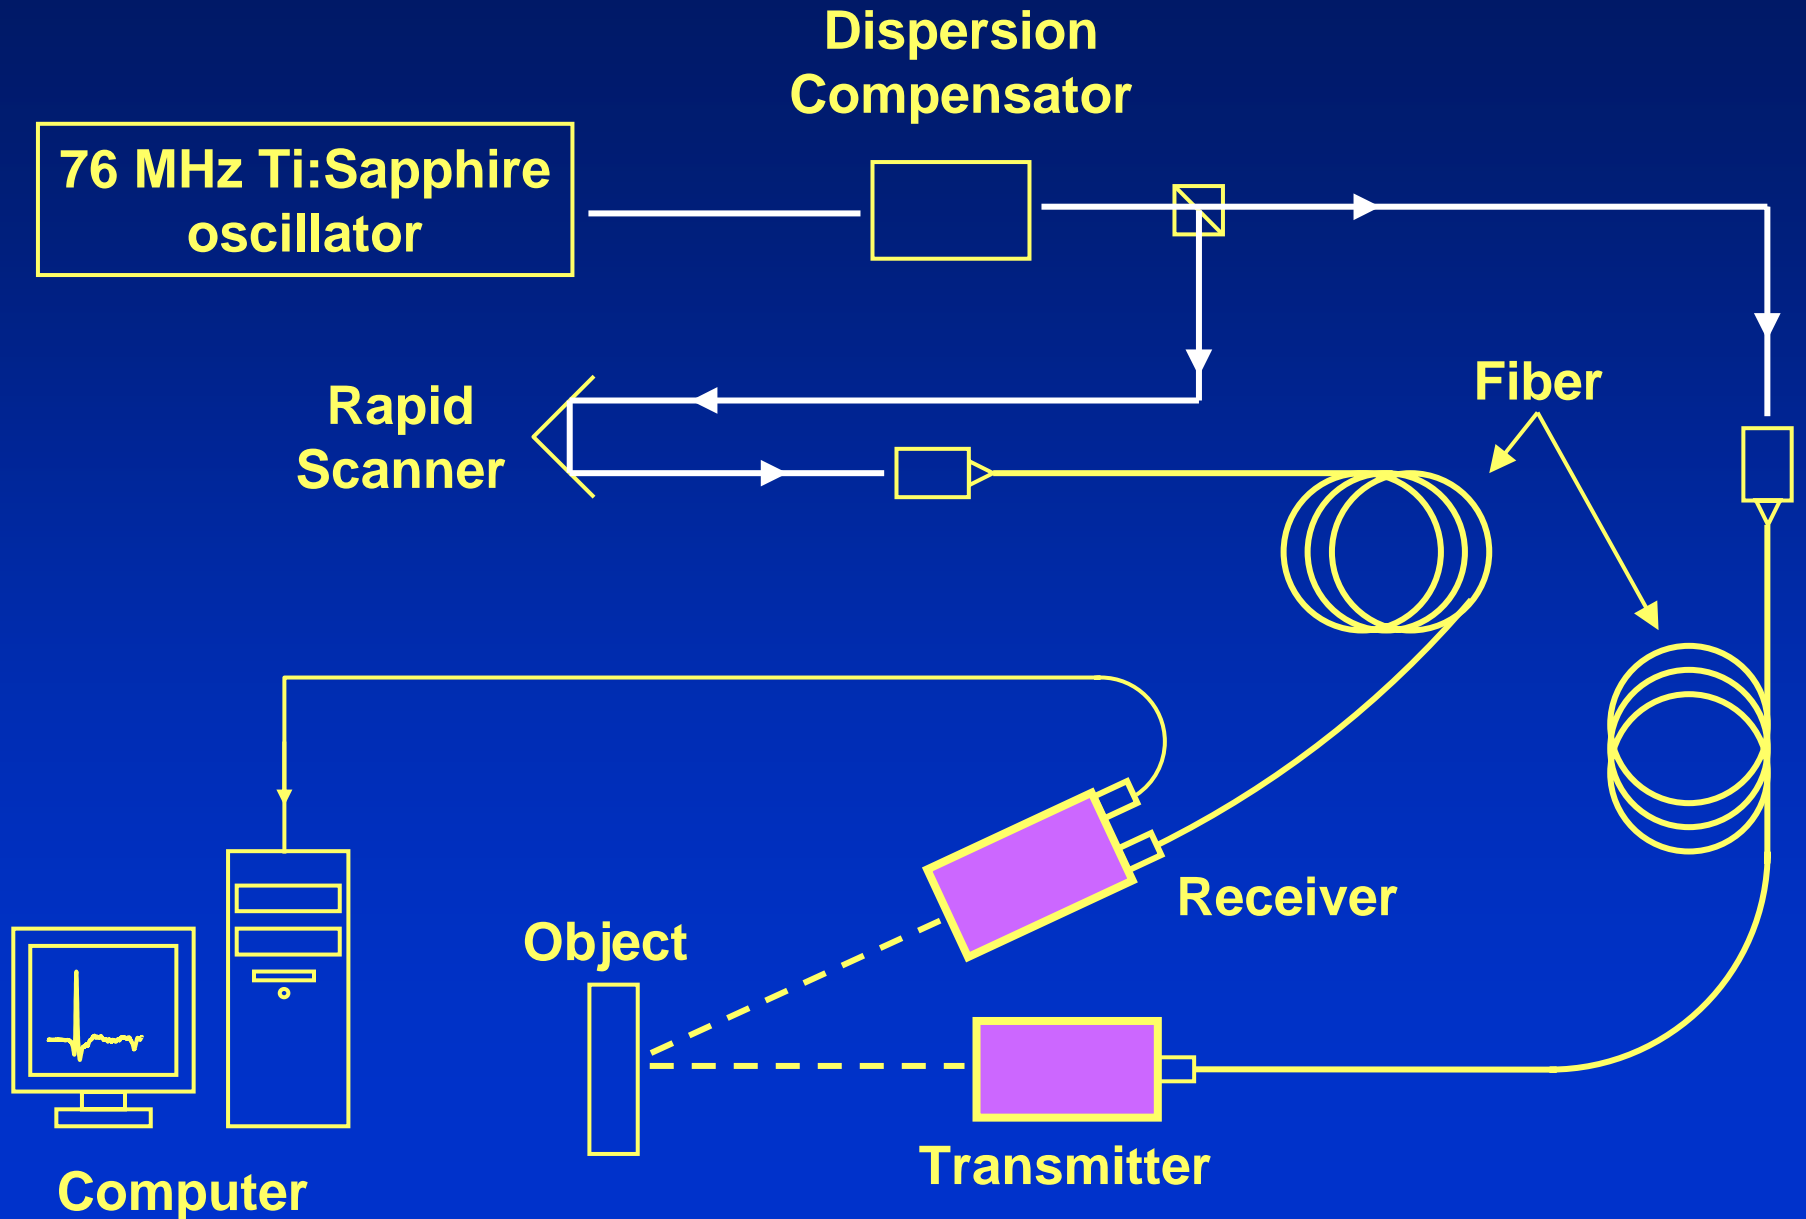 Dispersion
Compensator
76 MHz Ti:Sapphire
oscillator
Rapid
Scanner
Fiber
Receiver
Object
Transmitter
Computer